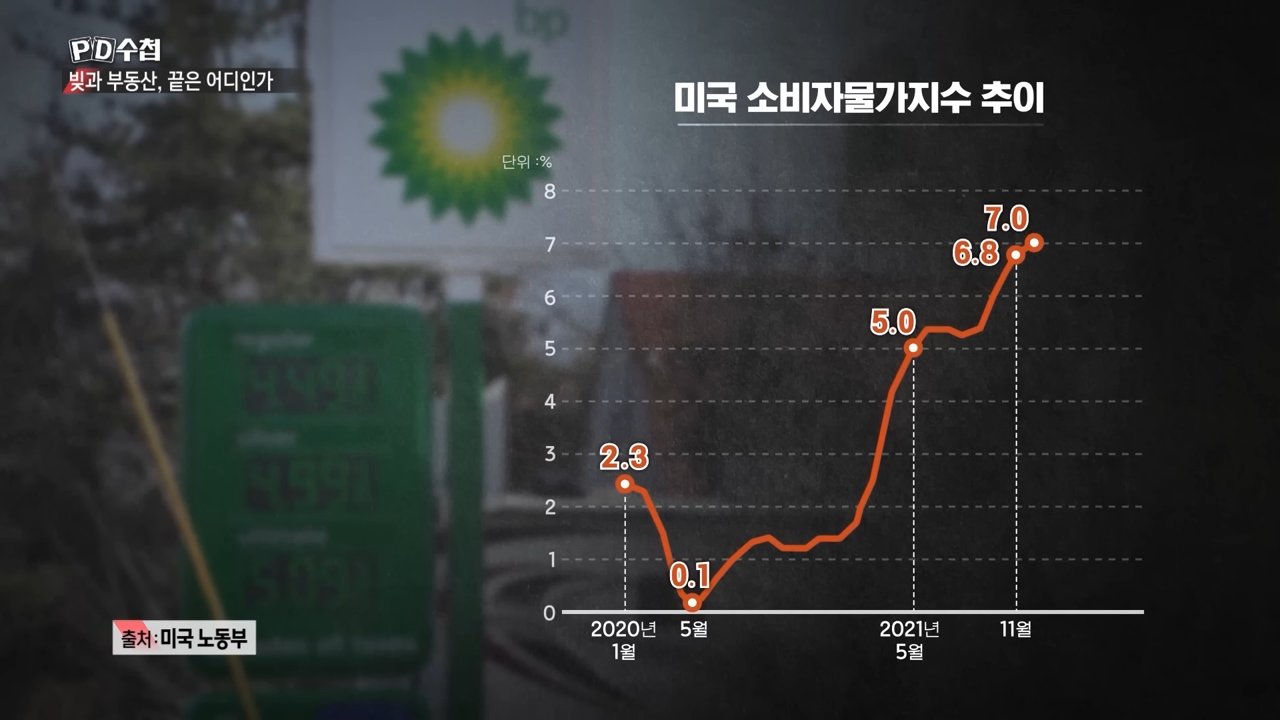 PD수첩
빚과 부동산, 끝은 어디인가
bp
미국 소비자물가지수 추이
단위 :%
8
7
6
5
4
3
2
1
0
2.3
0.1
5.0
6.8
7.0
2020년
1월
5월
2021년
5월
11월
regular
출처 : 미국 노동부